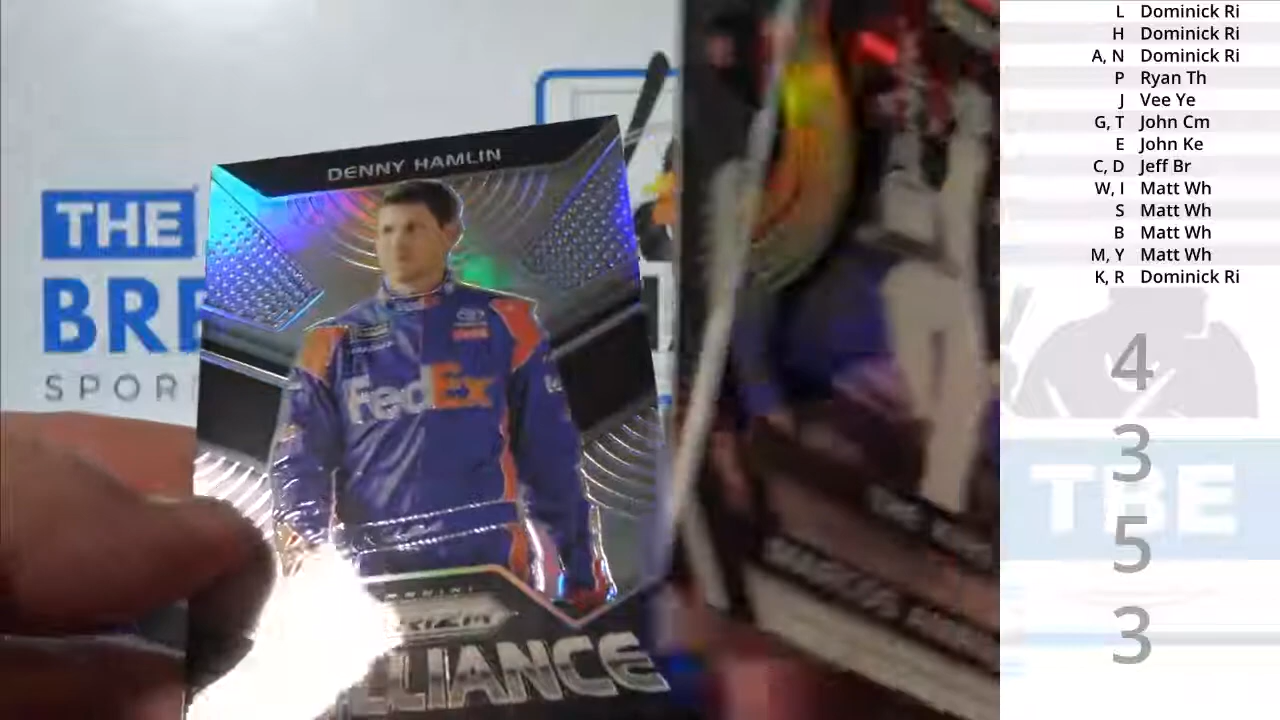 THE
BRE
SPOR
DENNY HAMLIN
FedEx
PANINI
PRIZM
LLIANCE
L Dominick Ri
H Dominick Ri
A, N Dominick Ri
P Ryan Th
J Vee Ye
G, T John Cm
E John Ke
C, D Jeff Br
W, I Matt Wh
S Matt Wh
B Matt Wh
M, Y Matt Wh
K, R Dominick Ri
4
3
TBE
5
3